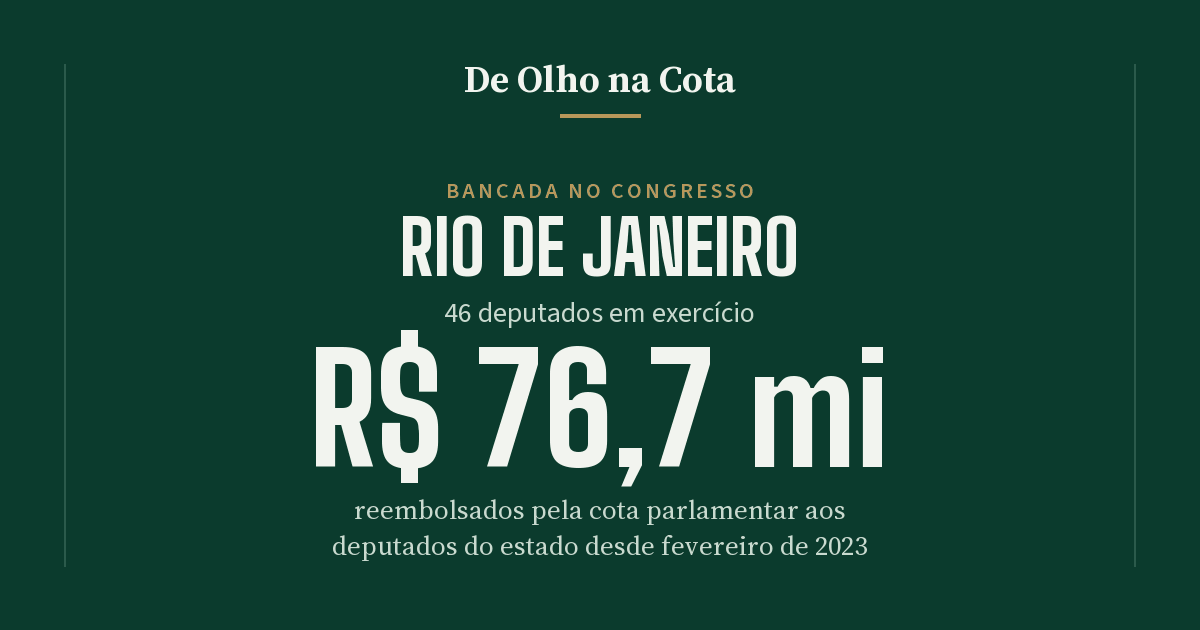 De Olho na Cota
BANCADA NO CONGRESSO
RIO DE JANEIRO
46 deputados em exercício
R$ 76,7 mi
reembolsados pela cota parlamentar aos
deputados do estado desde fevereiro de 2023